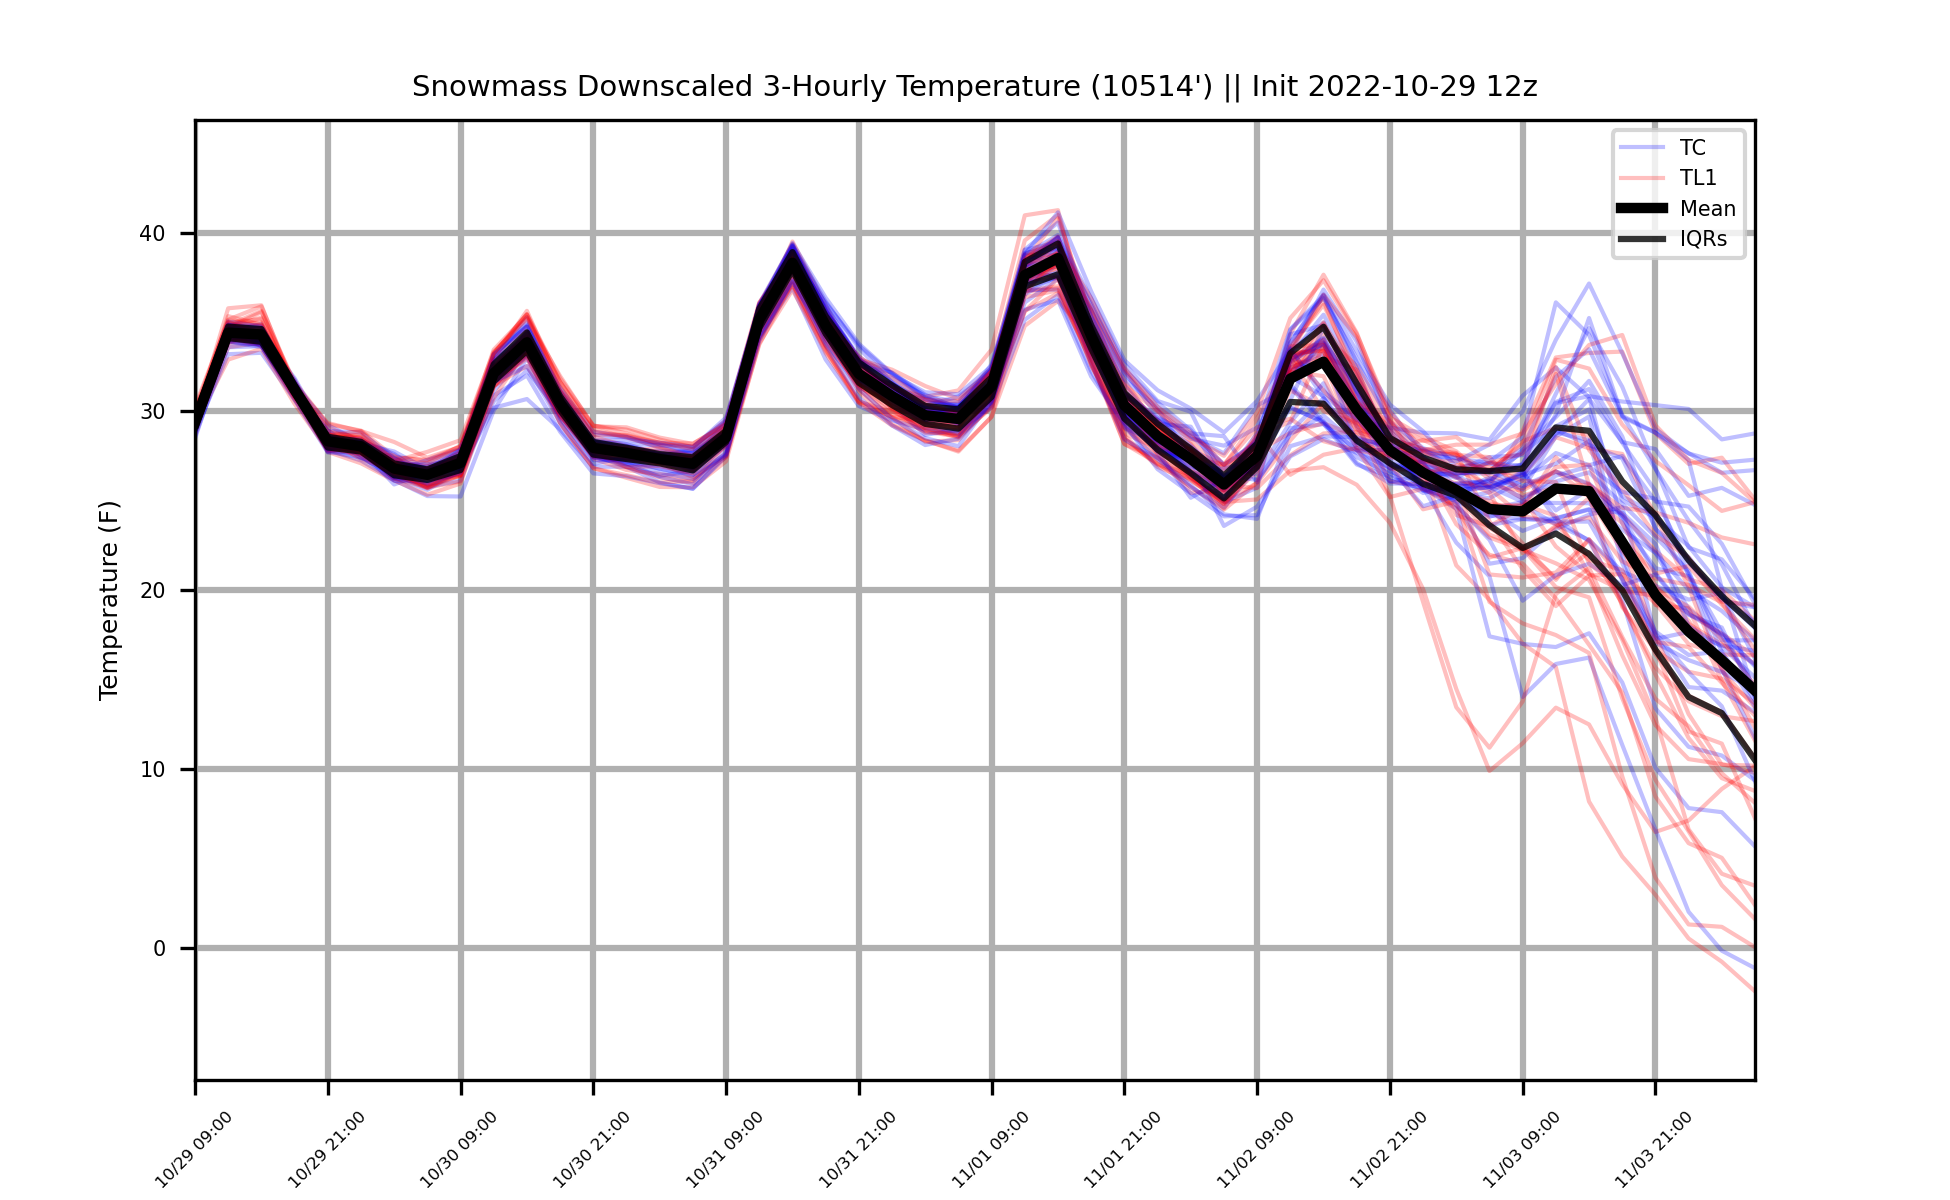 Snowmass Downscaled 3-Hourly Temperature (10514') || Init 2022-10-29 12z
TC
TL1
Mean
IQRs
Temperature (F)
40
30
20
10
0
10/29 09:00
10/29 21:00
10/30 09:00
10/30 21:00
10/31 09:00
10/31 21:00
11/01 09:00
11/01 21:00
11/02 09:00
11/02 21:00
11/03 09:00
11/03 21:00